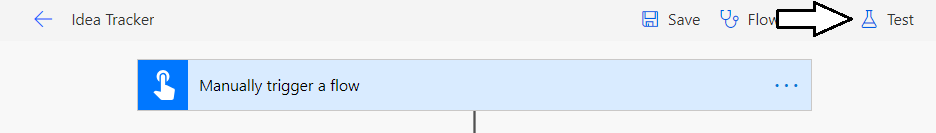 Idea Tracker
Save
Flow
Test
Manually trigger a flow